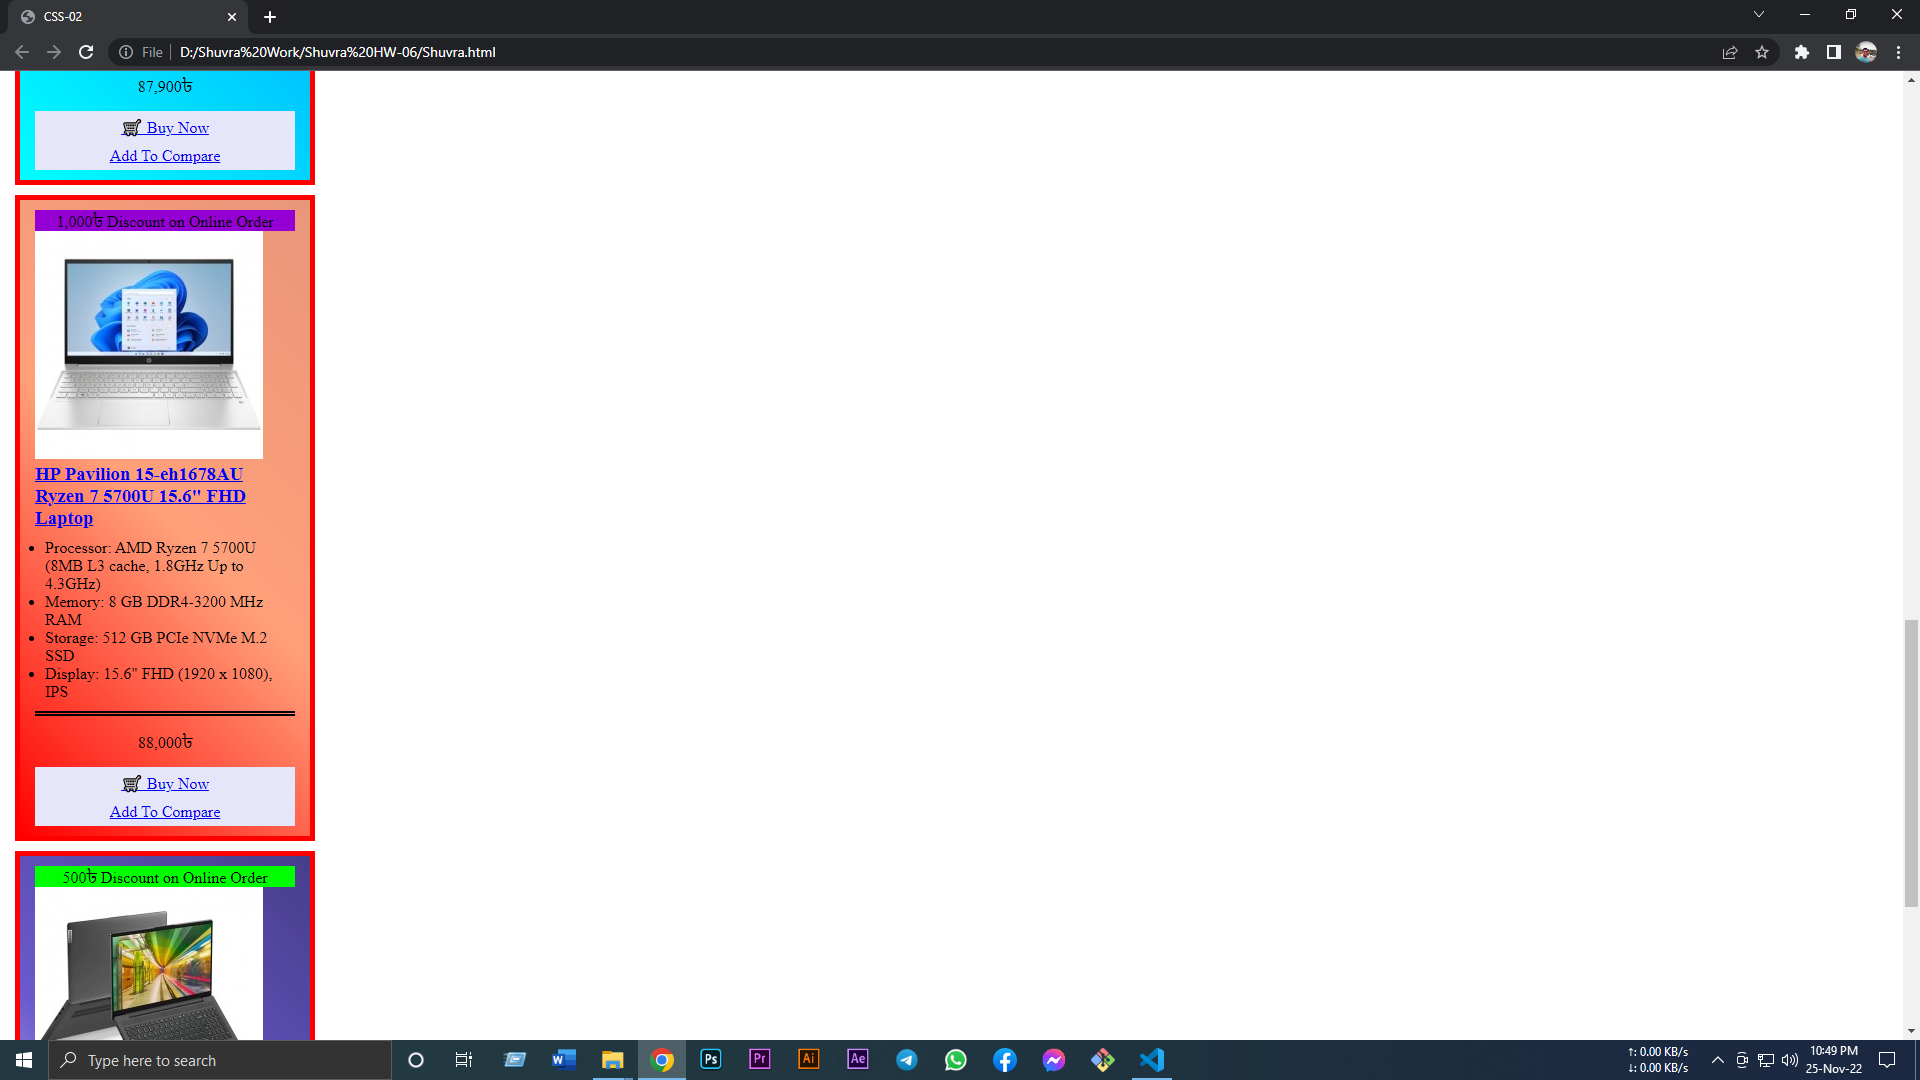 CSS-02
File
D:/Shuvra%20Work/Shuvra%20HW-06/Shuvra.html
87,900৳
🛒 Buy Now
Add To Compare
1,000৳ Discount on Online Order
HP Pavilion 15-eh1678AU
Ryzen 7 5700U 15.6" FHD
Laptop
Processor: AMD Ryzen 7 5700U
(8MB L3 cache, 1.8GHz Up to
4.3GHz)
Memory: 8 GB DDR4-3200 MHz
RAM
Storage: 512 GB PCIe NVMe M.2
SSD
Display: 15.6" FHD (1920 x 1080),
IPS
88,000৳
🛒 Buy Now
Add To Compare
500৳ Discount on Online Order
Type here to search
W
Ps
Pr
Ai
Ae
↑: 0.00 KB/s
↓: 0.00 KB/s
10:49 PM
25-Nov-22